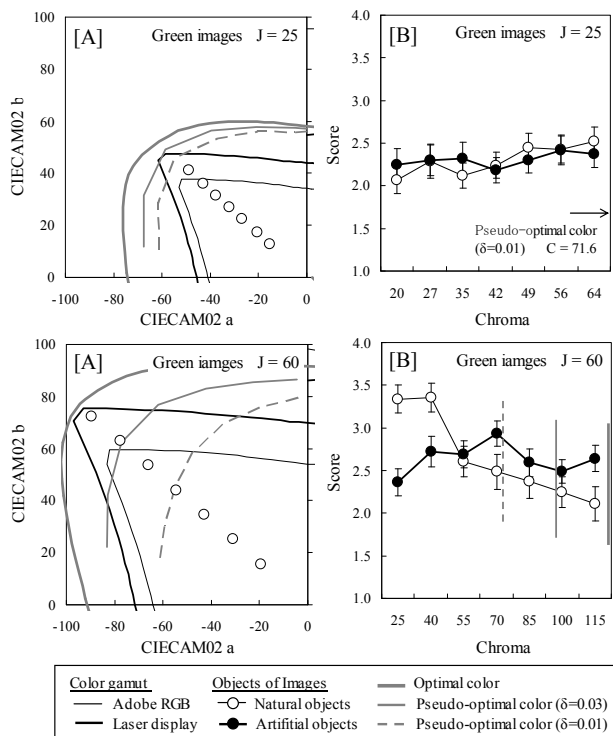 [A] Green images J = 25
100
80
60
40
20
0
CIECAM02 b
-100 -80 -60 -40 -20 0
CIECAM02 a
[B] Green images J = 25
4.0
3.5
3.0
2.5
2.0
1.5
1.0
Score
Pseudo-optimal color
(δ=0.01) C = 71.6
20 27 35 42 49 56 64
Chroma
[A] Green iamges J = 60
100
80
60
40
20
0
CIECAM02 b
-100 -80 -60 -40 -20 0
CIECAM02 a
[B] Green iamges J = 60
4.0
3.5
3.0
2.5
2.0
1.5
1.0
Score
25 40 55 70 85 100 115
Chroma
Color gamut
Adobe RGB
Laser display
Objects of Images
Natural objects
Artifitial objects
Optimal color
Pseudo-optimal color (δ=0.03)
Pseudo-optimal color (δ=0.01)